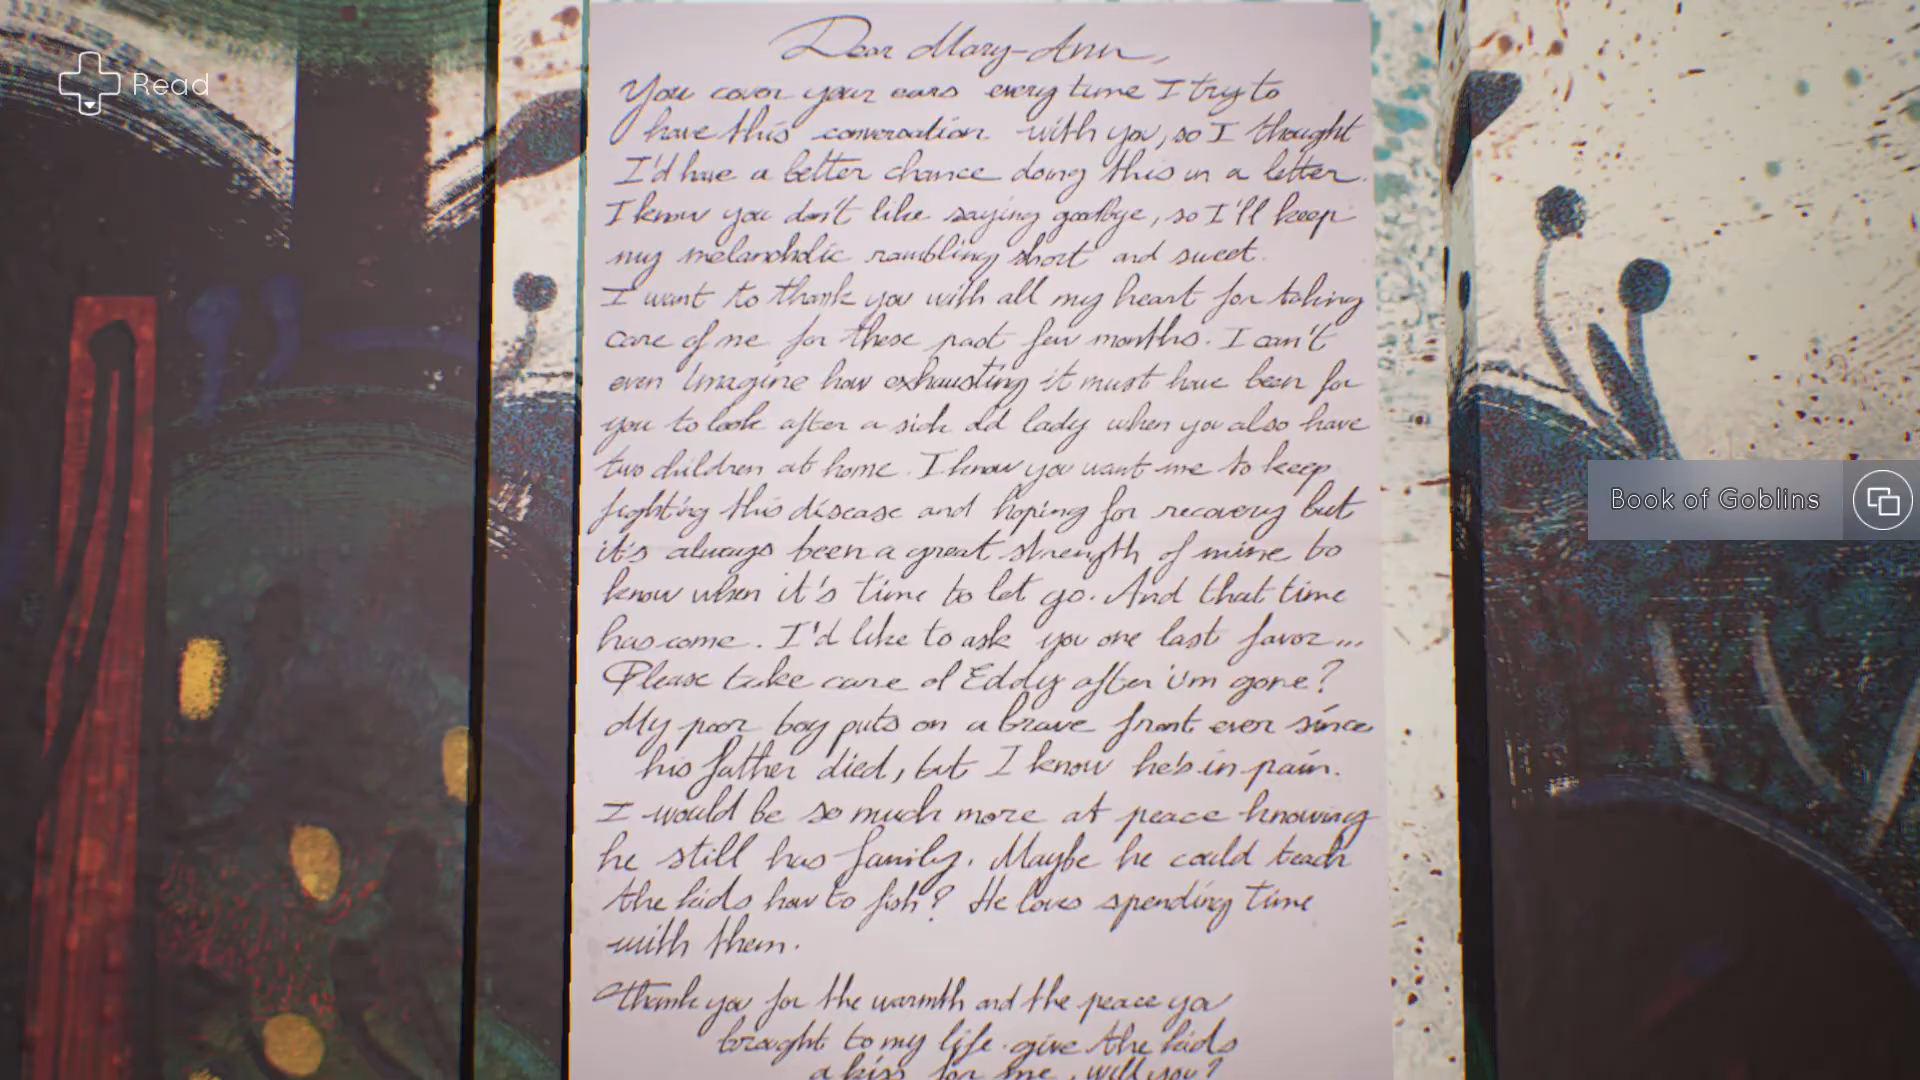 Read
Dear Mary-Ann,
You cover your ears every time I try to
have this conversation with you, so I thought
I'd have a better chance doing this in a letter.
I know you don't like saying goodbye, so I'll keep
my melancholic rambling short and sweet.
I want to thank you with all my heart for taking
care of me for these past few months. I can't
even imagine how exhausting it must have been for
you to look after a sick old lady when you also have
two children at home. I know you want me to keep
fighting this disease and hoping for recovery but
it's always been a great strength of mine to
know when it's time to let go. And that time
has come. I'd like to ask you one last favor...
Please take care of Eddy after i'm gone?
My poor boy puts on a brave front ever since
his father died, but I know he's in pain.
I would be so much more at peace knowing
he still has family. Maybe he could teach
the kids how to fish? He loves spending time
with them.
Thank you for the warmth and the peace you
brought to my life. give the kids
a kiss for me, will you?
Book of Goblins